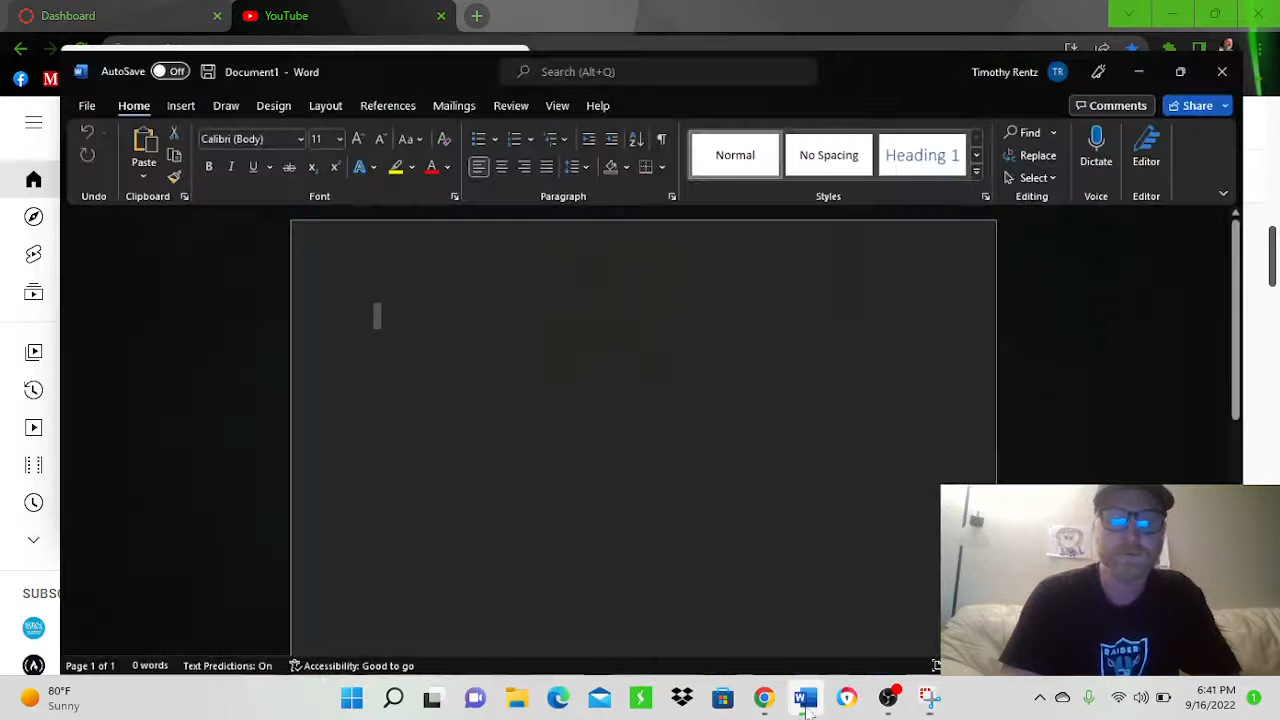 Dashboard
YouTube
AutoSave Off Document1 - Word
Search (Alt+Q)
Timothy Rentz TR
File Home Insert Draw Design Layout References Mailings Review View Help
Comments Share
Calibri (Body) 11
Paste
Normal No Spacing Heading 1
Find
Replace
Select
Dictate
Editor
Undo Clipboard Font Paragraph Styles Editing Voice Editor
SUBSC
RAIDERS
Page 1 of 1 0 words Text Predictions: On Accessibility: Good to go
80°F
Sunny
6:41 PM
9/16/2022
1